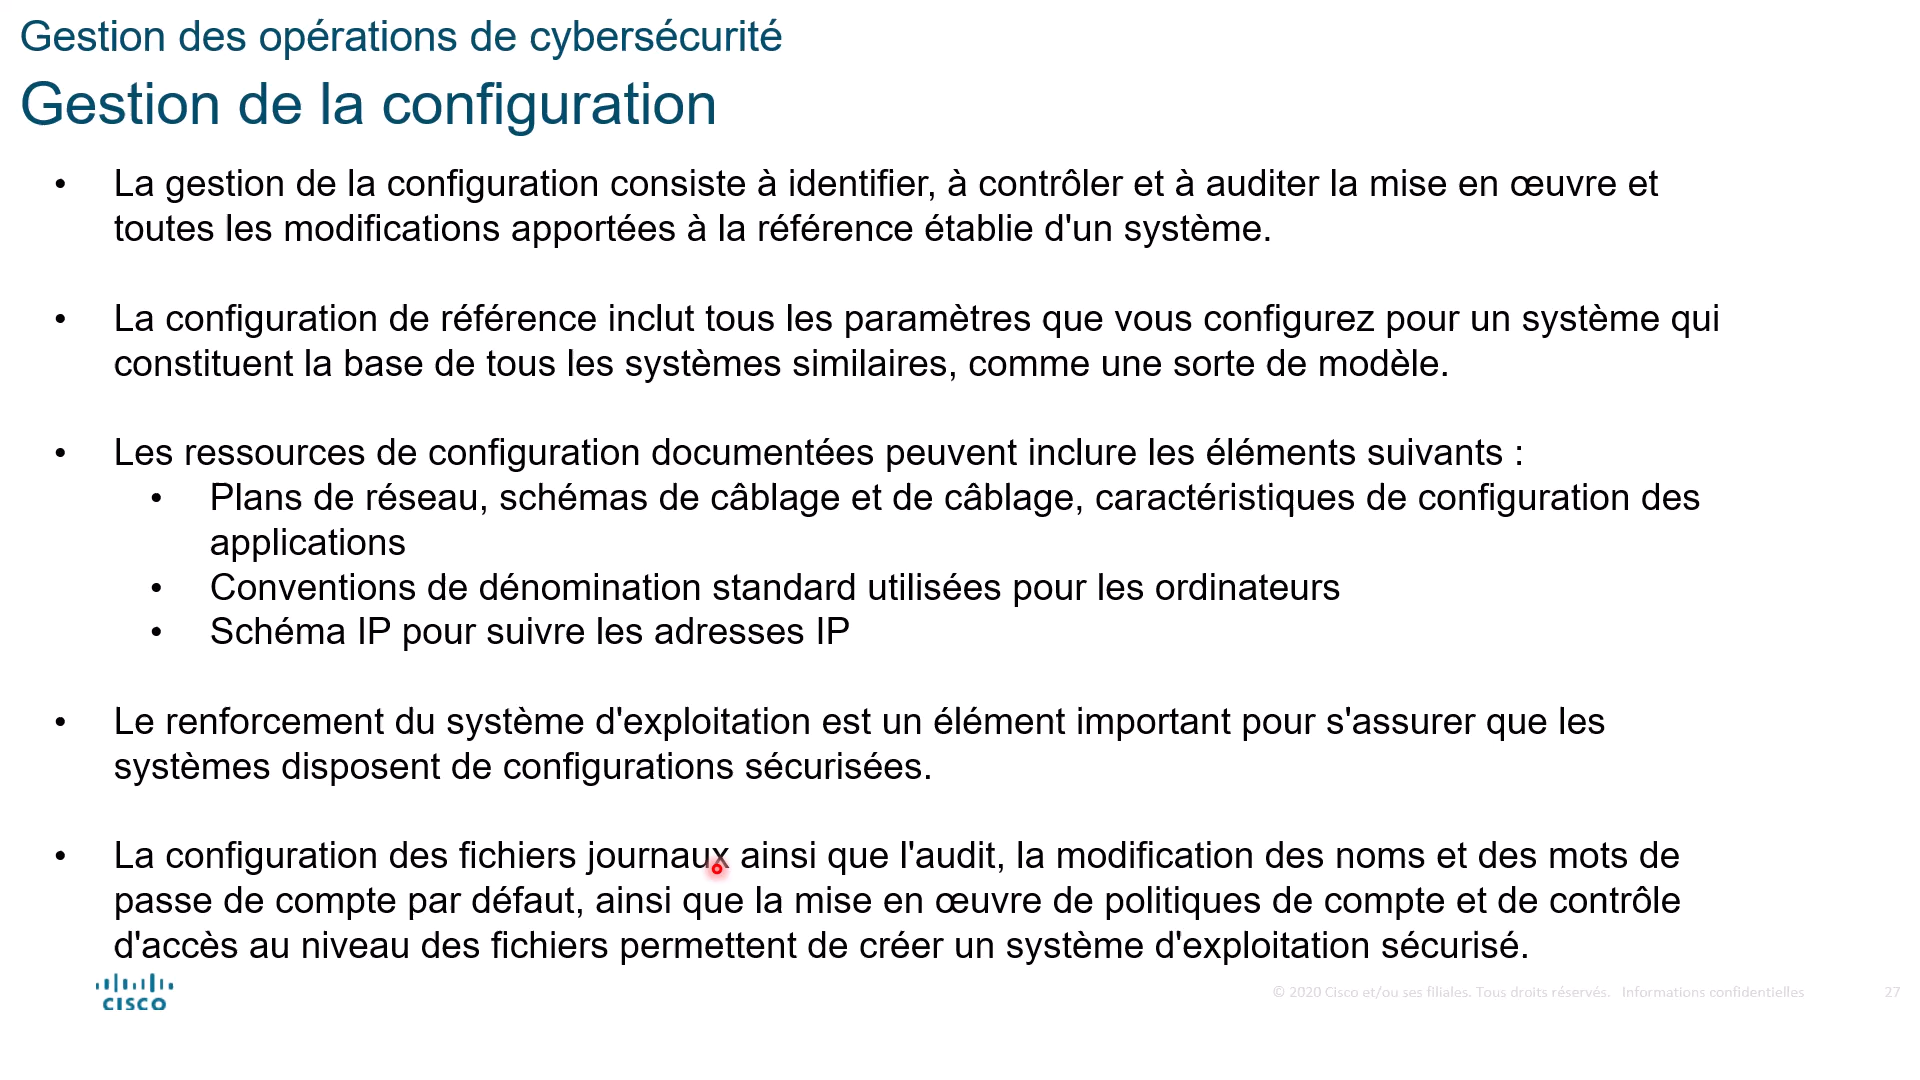 Gestion des opérations de cybersécurité
Gestion de la configuration
• La gestion de la configuration consiste à identifier, à contrôler et à auditer la mise en œuvre et
toutes les modifications apportées à la référence établie d'un système.
• La configuration de référence inclut tous les paramètres que vous configurez pour un système qui
constituent la base de tous les systèmes similaires, comme une sorte de modèle.
• Les ressources de configuration documentées peuvent inclure les éléments suivants :
• Plans de réseau, schémas de câblage et de câblage, caractéristiques de configuration des
applications
• Conventions de dénomination standard utilisées pour les ordinateurs
• Schéma IP pour suivre les adresses IP
• Le renforcement du système d'exploitation est un élément important pour s'assurer que les
systèmes disposent de configurations sécurisées.
• La configuration des fichiers journaux ainsi que l'audit, la modification des noms et des mots de
passe de compte par défaut, ainsi que la mise en œuvre de politiques de compte et de contrôle
d'accès au niveau des fichiers permettent de créer un système d'exploitation sécurisé.
CISCO
© 2020 Cisco et/ou ses filiales. Tous droits réservés. Informations confidentielles 27